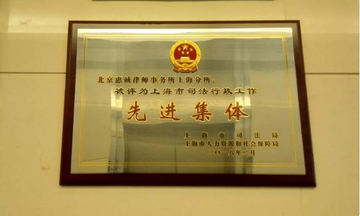 北京忠诚律师事务所上海分所：
被评为上海市司法行政工作
先进集体
上海市司法局
上海市人力资源和社会保障局